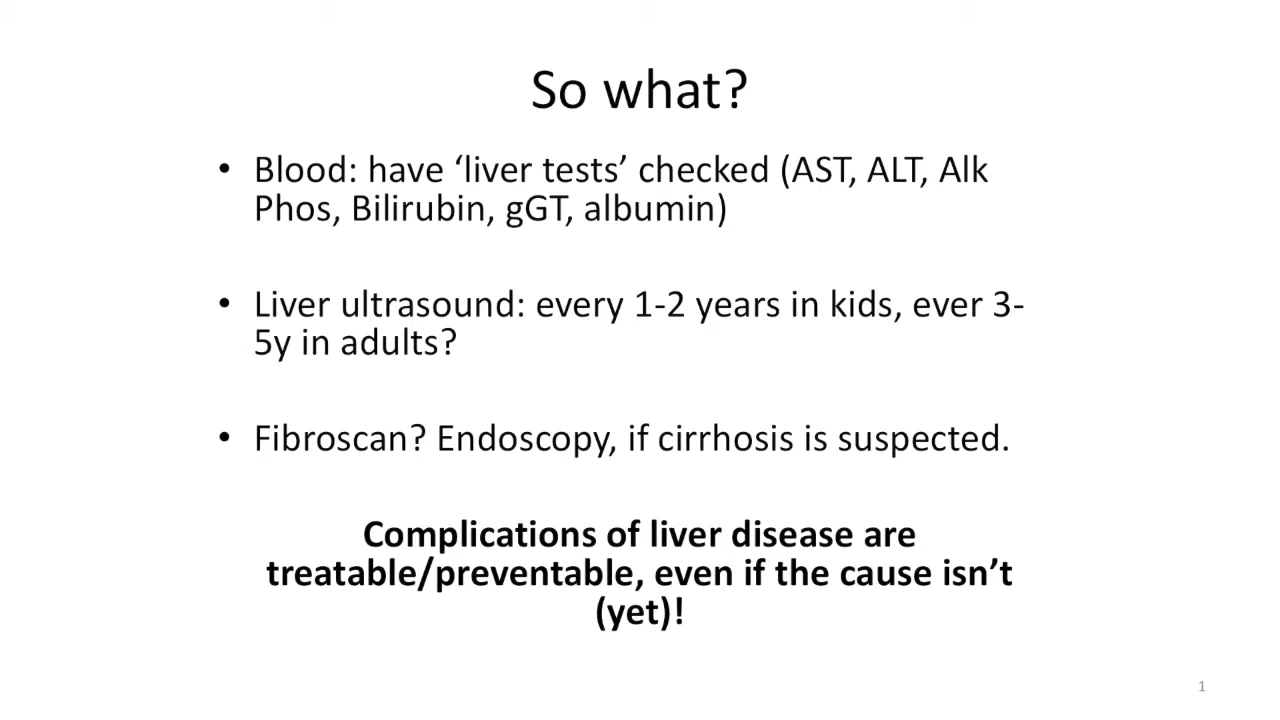 So what?
• Blood: have ‘liver tests’ checked (AST, ALT, Alk
Phos, Bilirubin, gGT, albumin)
• Liver ultrasound: every 1-2 years in kids, ever 3-
5y in adults?
• Fibroscan? Endoscopy, if cirrhosis is suspected.
Complications of liver disease are
treatable/preventable, even if the cause isn’t
(yet)!
1